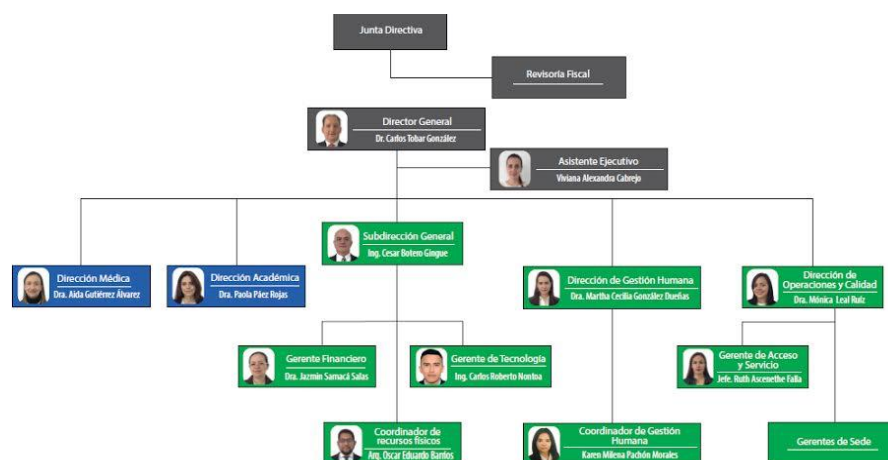 Junta Directiva
Revisoría Fiscal
Director General
Dr. Carlos Tobar González
Asistente Ejecutivo
Viviana Alexandra Cabrejo
Subdirección General
Ing. Cesar Botero Gingue
Dirección Médica
Dra. Aida Gutiérrez Álvarez
Dirección Académica
Dra. Paola Páez Rojas
Dirección de Gestión Humana
Dra. Martha Cecilia González Dueñas
Dirección de
Operaciones y Calidad
Dra. Mónica Leal Ruiz
Gerente Financiero
Dra. Jazmin Samacá Salas
Gerente de Tecnología
Ing. Carlos Roberto Nontoa
Gerente de Acceso
y Servicio
Jefe. Ruth Ascenethe Falla
Coordinador de
recursos físicos
Arq. Oscar Eduardo Barrios
Coordinador de Gestión
Humana
Karen Milena Pachón Morales
Gerentes de Sede